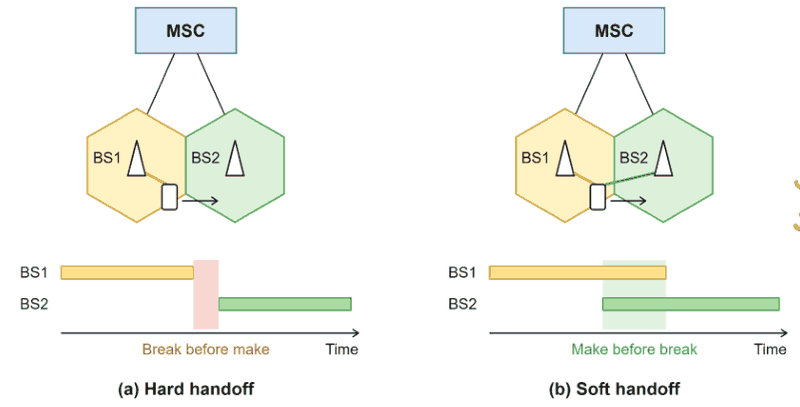 MSC
BS1
BS2
BS1
BS2
Break before make
Time
(a) Hard handoff
MSC
BS1
BS2
BS1
BS2
Make before break
Time
(b) Soft handoff